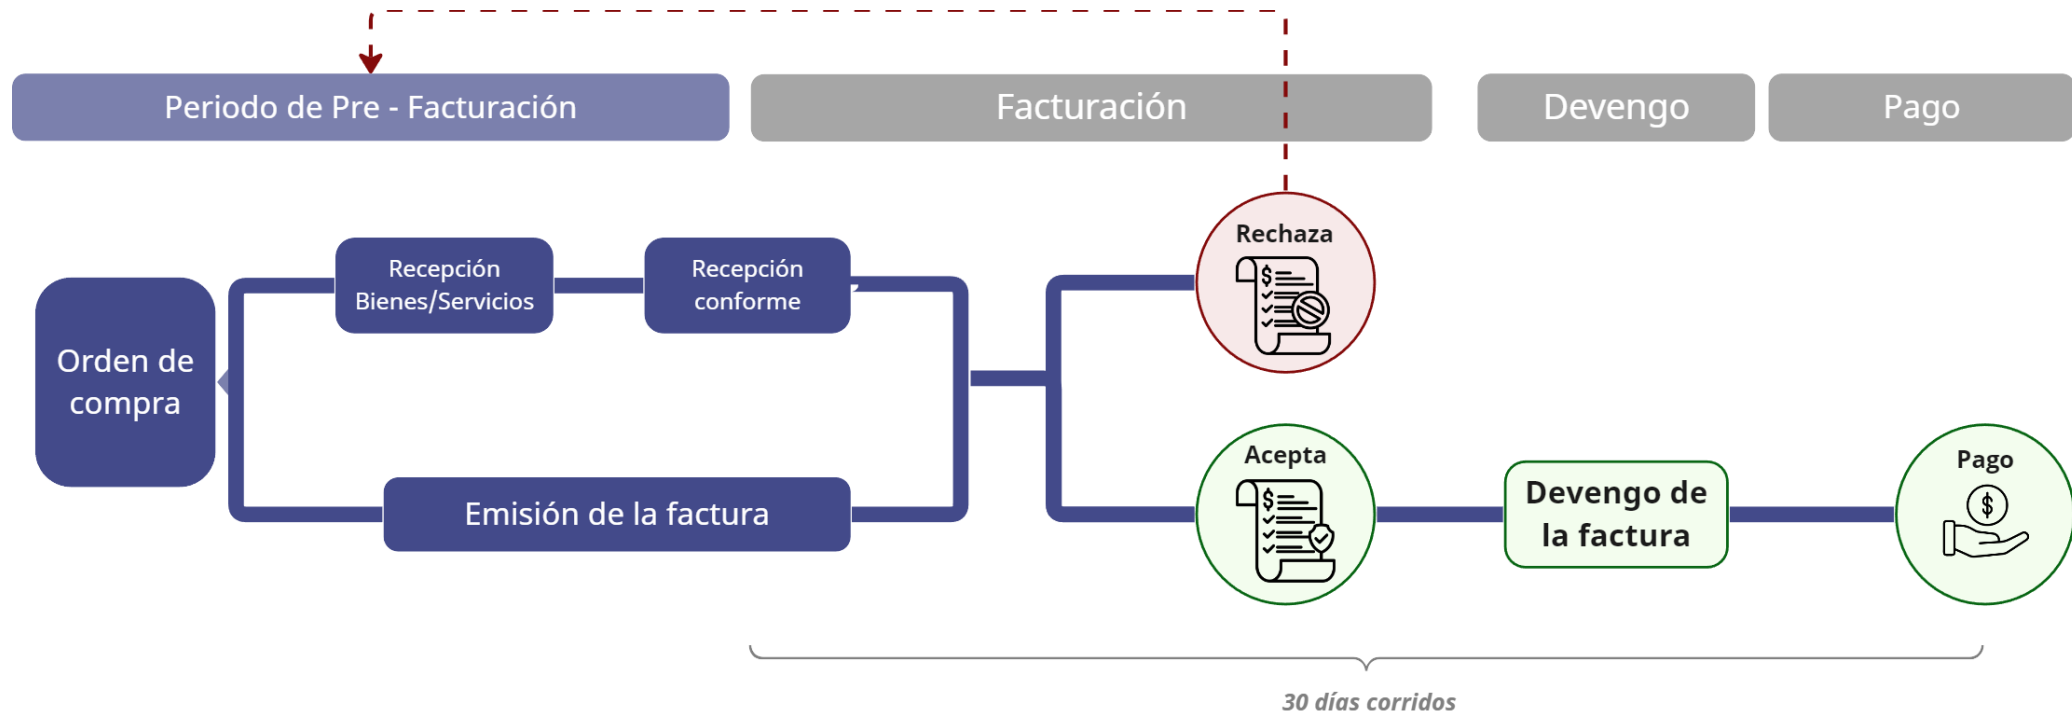 Periodo de Pre - Facturación
Facturación
Devengo
Pago
Orden de
compra
Recepción
Bienes/Servicios
Recepción
conforme
Emisión de la factura
Rechaza
$
Acepta
$
Devengo de
la factura
Pago
$
30 días corridos